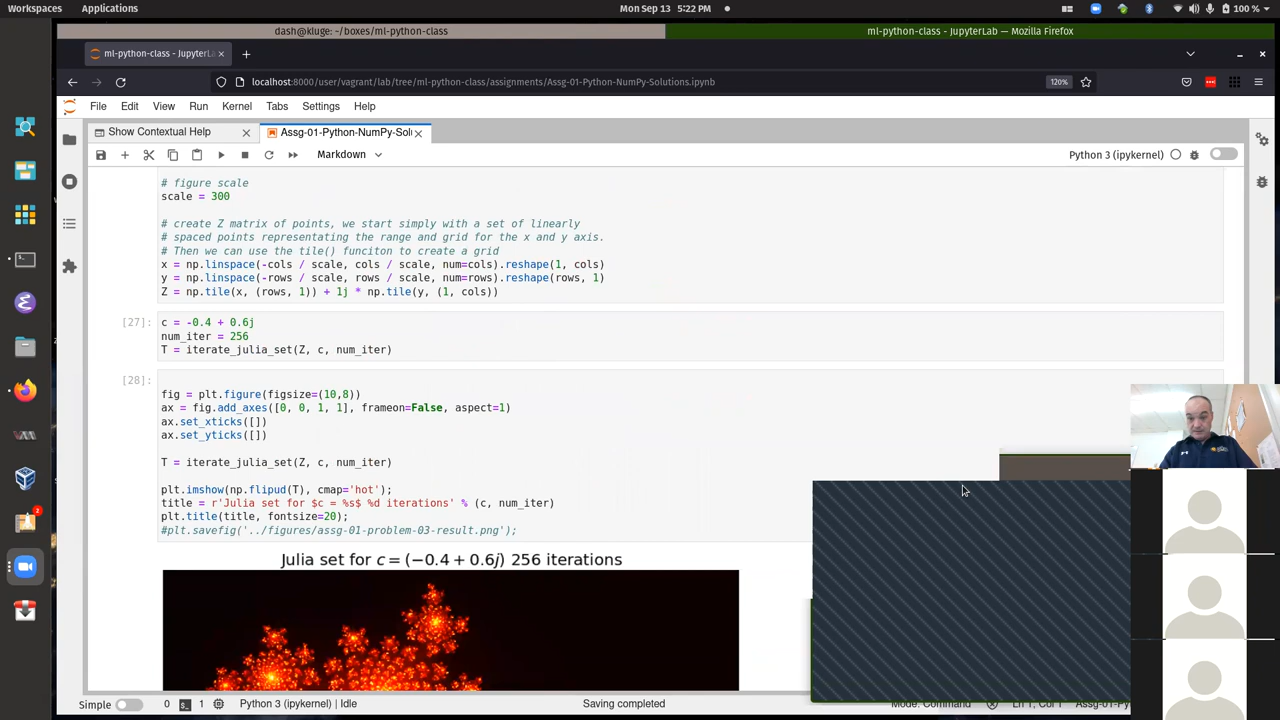 Workspaces Applications Mon Sep 13 5:22 PM 100 %
dash@kluge: ~/boxes/ml-python-class ml-python-class - JupyterLab — Mozilla Firefox
ml-python-class - JupyterLa
localhost:8000/user/vagrant/lab/tree/ml-python-class/assignments/Assg-01-Python-NumPy-Solutions.ipynb 120%
File Edit View Run Kernel Tabs Settings Help
Show Contextual Help Assg-01-Python-NumPy-Solu
Markdown Python 3 (ipykernel)
# figure scale
scale = 300
# create Z matrix of points, we start simply with a set of linearly
# spaced points representing the range and grid for the x and y axis.
# Then we can use the tile() funciton to create a grid
x = np.linspace(-cols / scale, cols / scale, num=cols).reshape(1, cols)
y = np.linspace(-rows / scale, rows / scale, num=rows).reshape(rows, 1)
Z = np.tile(x, (rows, 1)) + 1j * np.tile(y, (1, cols))
[27]: c = -0.4 + 0.6j
num_iter = 256
T = iterate_julia_set(Z, c, num_iter)
[28]:
fig = plt.figure(figsize=(10,8))
ax = fig.add_axes([0, 0, 1, 1], frameon=False, aspect=1)
ax.set_xticks([])
ax.set_yticks([])
T = iterate_julia_set(Z, c, num_iter)
plt.imshow(np.flipud(T), cmap='hot');
title = r'Julia set for $c = %s$ %d iterations' % (c, num_iter)
plt.title(title, fontsize=20);
#plt.savefig('../figures/assg-01-problem-03-result.png');
Julia set for c = (−0.4 + 0.6j) 256 iterations
2
Simple 0 1 Python 3 (ipykernel) | Idle Saving completed Mode: Command Ln 1, Col 1 Assg-01-Py